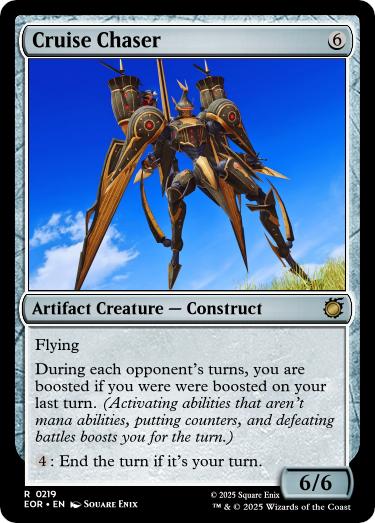 Cruise Chaser 6
Artifact Creature — Construct
Flying
During each opponent's turns, you are
boosted if you were were boosted on your
last turn. (Activating abilities that aren't
mana abilities, putting counters, and defeating
battles boosts you for the turn.)
4 : End the turn if it's your turn.
6/6
R 0219
EOR • EN SQUARE ENIX
© 2025 Square Enix
™ & © 2025 Wizards of the Coast